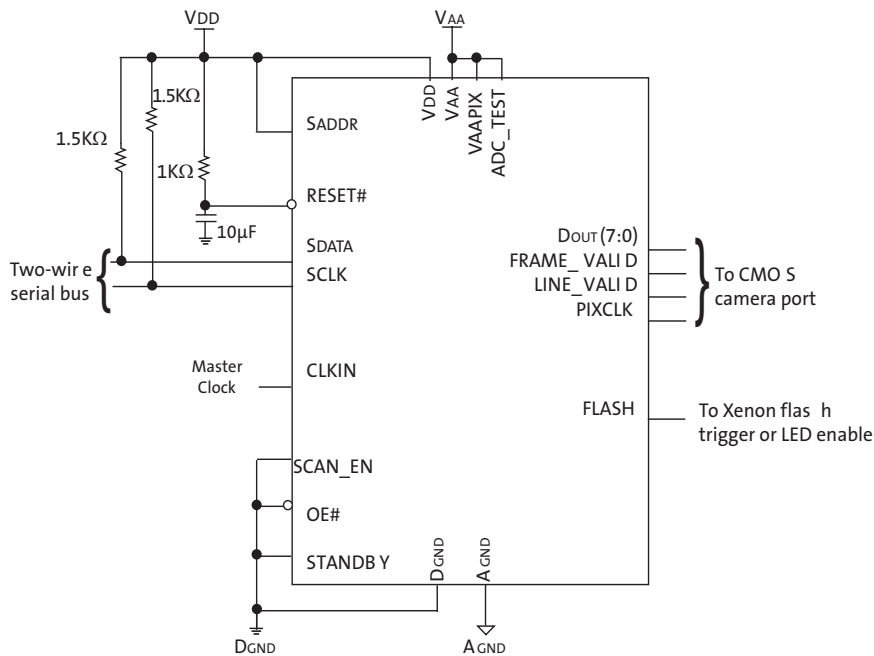 VDD
VAA
1.5KΩ
1.5KΩ
1KΩ
10µF
VDD
VAA
VAAPIX
ADC_TEST
SADDR
RESET#
SDATA
SCLK
Two-wir e
serial bus
DOUT(7:0)
FRAME_ VALI D
LINE_VALI D
PIXCLK
To CMO S
camera port
Master
Clock
CLKIN
FLASH
To Xenon flas h
trigger or LED enable
SCAN_EN
OE#
STANDB Y
DGND
AGND
DGND
AGND